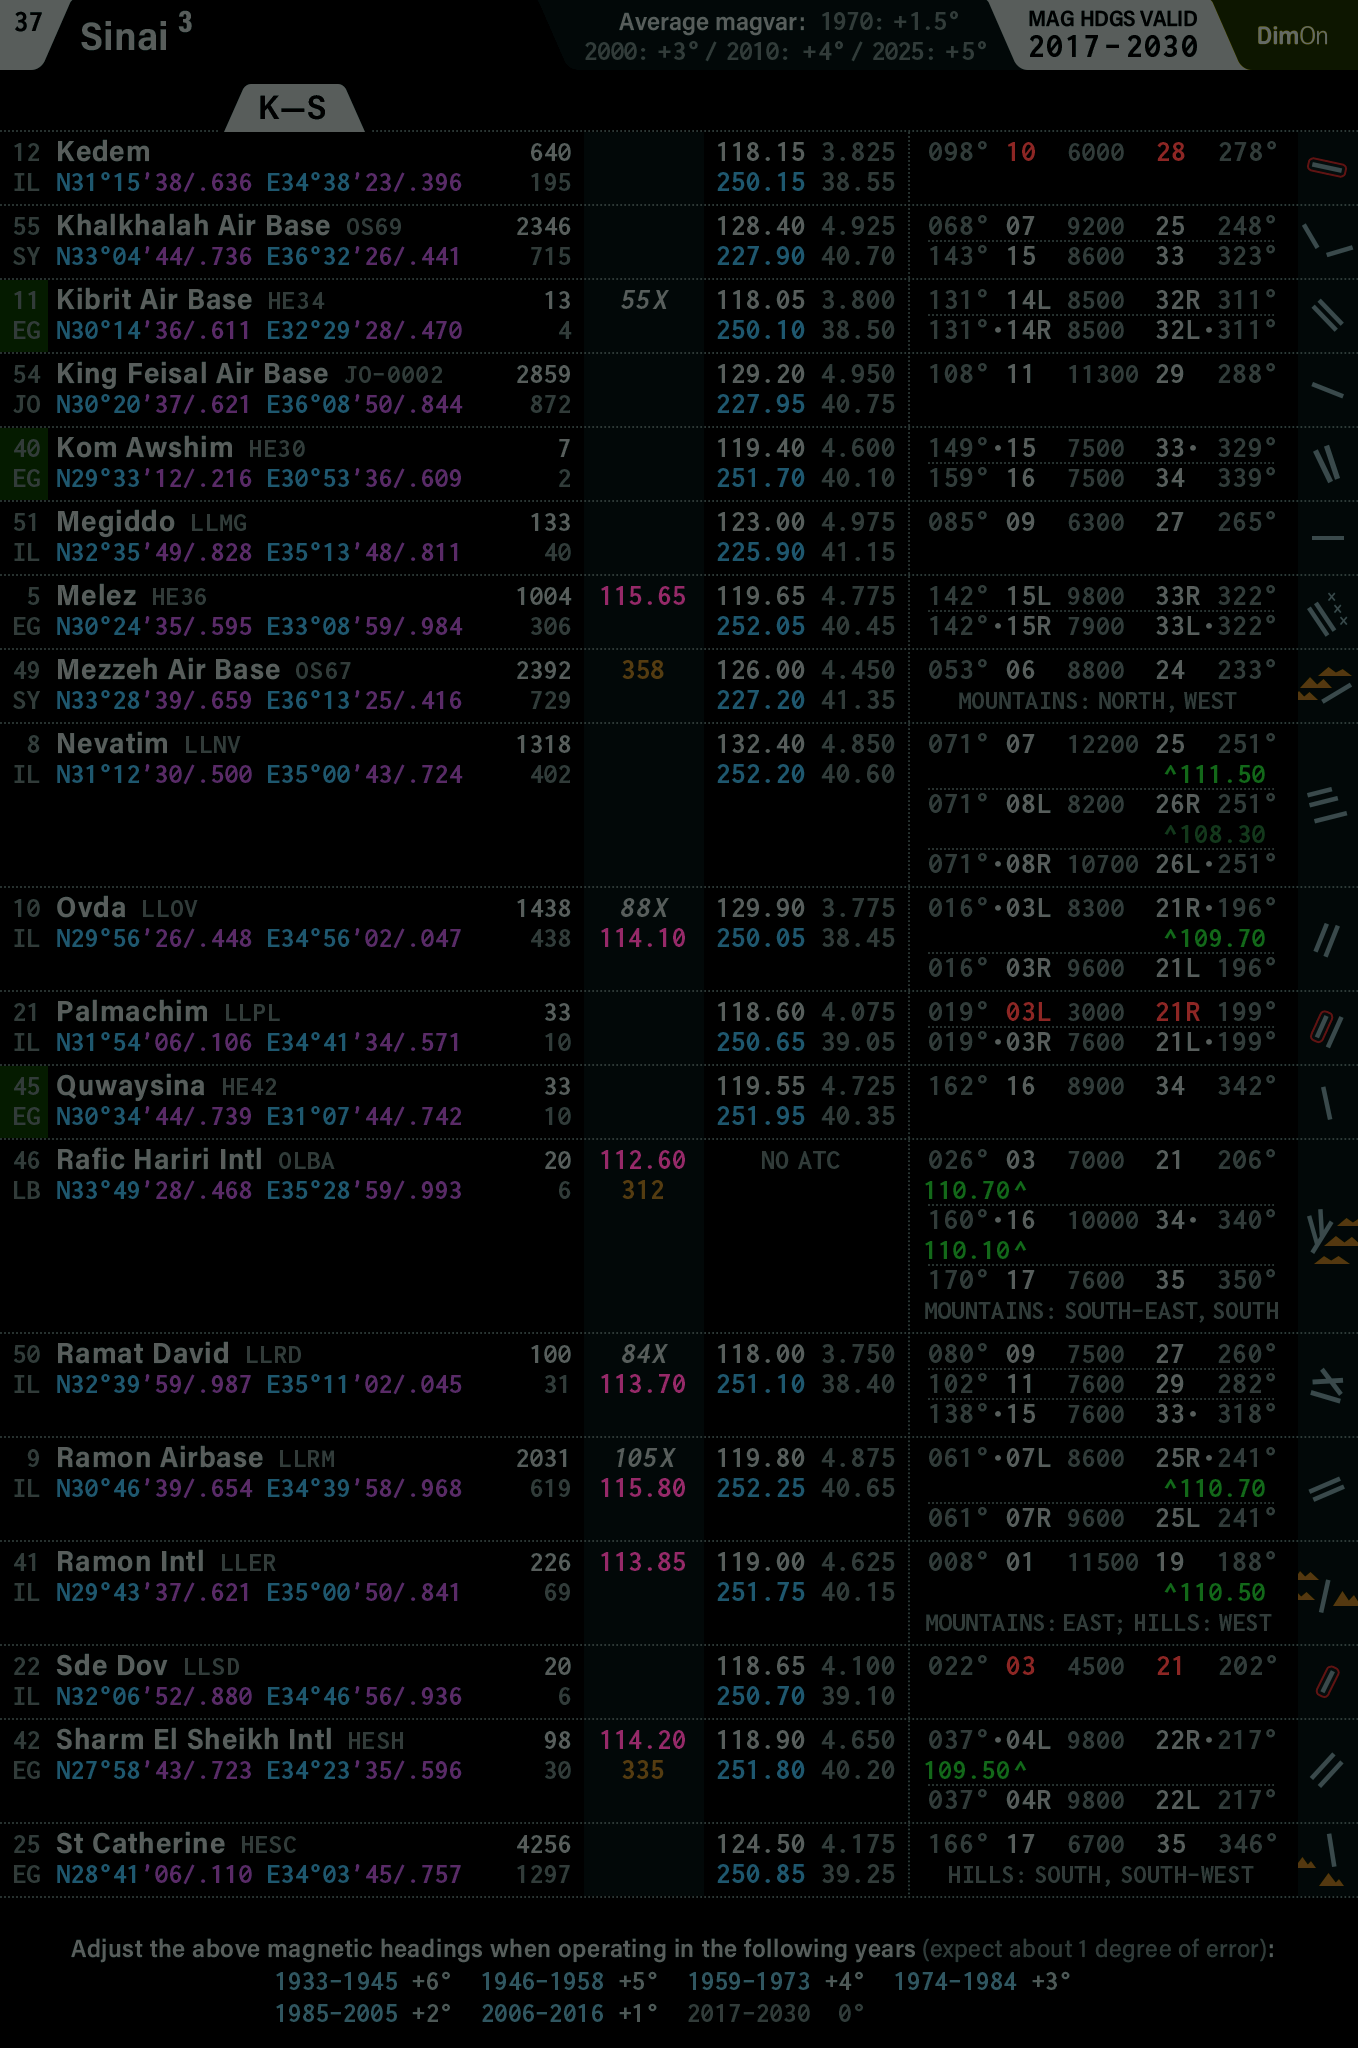 37 Sinai 3 Average magvar: 1970: +1.5° MAG HDGS VALID DimOn
2000: +3° / 2010: +4° / 2025: +5° 2017-2030
K—S
12 Kedem 640 118.15 3.825 098° 10 6000 28 278°
IL N31°15'38/.636 E34°38'23/.396 195 250.15 38.55
55 Khalkhalah Air Base OS69 2346 128.40 4.925 068° 07 9200 25 248°
SY N33°04'44/.736 E36°32'26/.441 715 227.90 40.70 143° 15 8600 33 323°
11 Kibrit Air Base HE34 13 55X 118.05 3.800 131° 14L 8500 32R 311°
EG N30°14'36/.611 E32°29'28/.470 4 250.10 38.50 131°·14R 8500 32L·311°
54 King Feisal Air Base JO-0002 2859 129.20 4.950 108° 11 11300 29 288°
JO N30°20'37/.621 E36°08'50/.844 872 227.95 40.75
40 Kom Awshim HE30 7 119.40 4.600 149°·15 7500 33· 329°
EG N29°33'12/.216 E30°53'36/.609 2 251.70 40.10 159° 16 7500 34 339°
51 Megiddo LLMG 133 123.00 4.975 085° 09 6300 27 265°
IL N32°35'49/.828 E35°13'48/.811 40 225.90 41.15
5 Melez HE36 1004 115.65 119.65 4.775 142° 15L 9800 33R 322°
EG N30°24'35/.595 E33°08'59/.984 306 252.05 40.45 142°·15R 7900 33L·322°
49 Mezzeh Air Base OS67 2392 358 126.00 4.450 053° 06 8800 24 233°
SY N33°28'39/.659 E36°13'25/.416 729 227.20 41.35 MOUNTAINS: NORTH, WEST
8 Nevatim LLNV 1318 132.40 4.850 071° 07 12200 25 251°
IL N31°12'30/.500 E35°00'43/.724 402 252.20 40.60 ^111.50
071° 08L 8200 26R 251°
^108.30
071°·08R 10700 26L·251°
10 Ovda LLOV 1438 88X 129.90 3.775 016°·03L 8300 21R·196°
IL N29°56'26/.448 E34°56'02/.047 438 114.10 250.05 38.45 ^109.70
016° 03R 9600 21L 196°
21 Palmachim LLPL 33 118.60 4.075 019° 03L 3000 21R 199°
IL N31°54'06/.106 E34°41'34/.571 10 250.65 39.05 019°·03R 7600 21L·199°
45 Quwaysina HE42 33 119.55 4.725 162° 16 8900 34 342°
EG N30°34'44/.739 E31°07'44/.742 10 251.95 40.35
46 Rafic Hariri Intl OLBA 20 112.60 NO ATC 026° 03 7000 21 206°
LB N33°49'28/.468 E35°28'59/.993 6 312 110.70^
160°·16 10000 34· 340°
110.10^
170° 17 7600 35 350°
MOUNTAINS: SOUTH-EAST, SOUTH
50 Ramat David LLRD 100 84X 118.00 3.750 080° 09 7500 27 260°
IL N32°39'59/.987 E35°11'02/.045 31 113.70 251.10 38.40 102° 11 7600 29 282°
138°·15 7600 33· 318°
9 Ramon Airbase LLRM 2031 105X 119.80 4.875 061°·07L 8600 25R·241°
IL N30°46'39/.654 E34°39'58/.968 619 115.80 252.25 40.65 ^110.70
061° 07R 9600 25L 241°
41 Ramon Intl LLER 226 113.85 119.00 4.625 008° 01 11500 19 188°
IL N29°43'37/.621 E35°00'50/.841 69 251.75 40.15 ^110.50
MOUNTAINS: EAST; HILLS: WEST
22 Sde Dov LLSD 20 118.65 4.100 022° 03 4500 21 202°
IL N32°06'52/.880 E34°46'56/.936 6 250.70 39.10
42 Sharm El Sheikh Intl HESH 98 114.20 118.90 4.650 037°·04L 9800 22R·217°
EG N27°58'43/.723 E34°23'35/.596 30 335 251.80 40.20 109.50^
037° 04R 9800 22L 217°
25 St Catherine HESC 4256 124.50 4.175 166° 17 6700 35 346°
EG N28°41'06/.110 E34°03'45/.757 1297 250.85 39.25 HILLS: SOUTH, SOUTH-WEST
Adjust the above magnetic headings when operating in the following years (expect about 1 degree of error):
1933-1945 +6° 1946-1958 +5° 1959-1973 +4° 1974-1984 +3°
1985-2005 +2° 2006-2016 +1° 2017-2030 0°